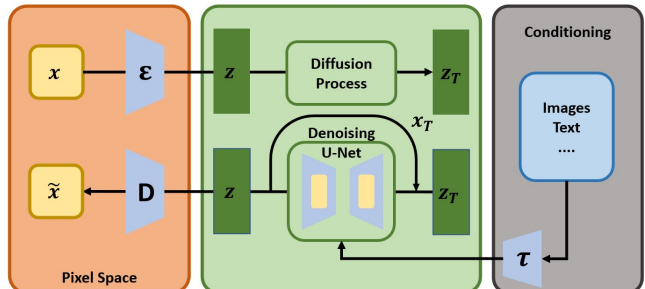 Conditioning
x
ε
z
Diffusion
Process
z_T
Images
Text
....
x_T
Denoising
U-Net
x̃
D
z
z_T
τ
Pixel Space